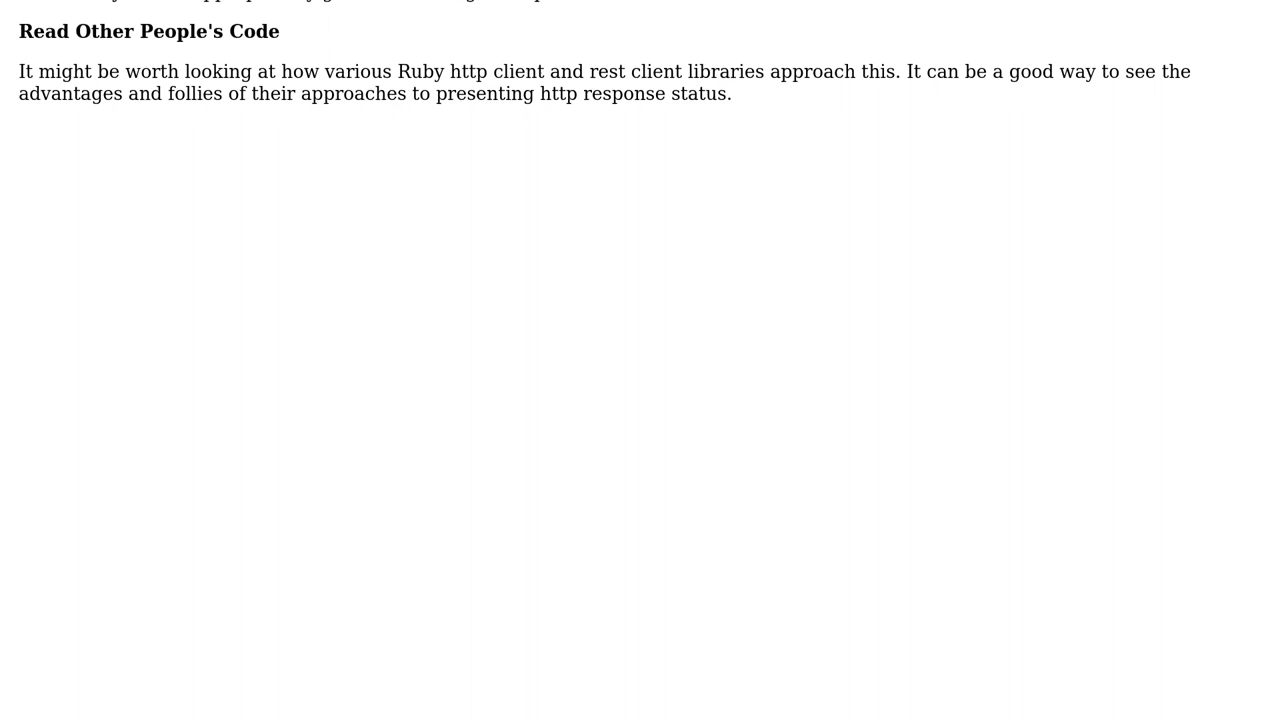 Read Other People's Code
It might be worth looking at how various Ruby http client and rest client libraries approach this. It can be a good way to see the
advantages and follies of their approaches to presenting http response status.